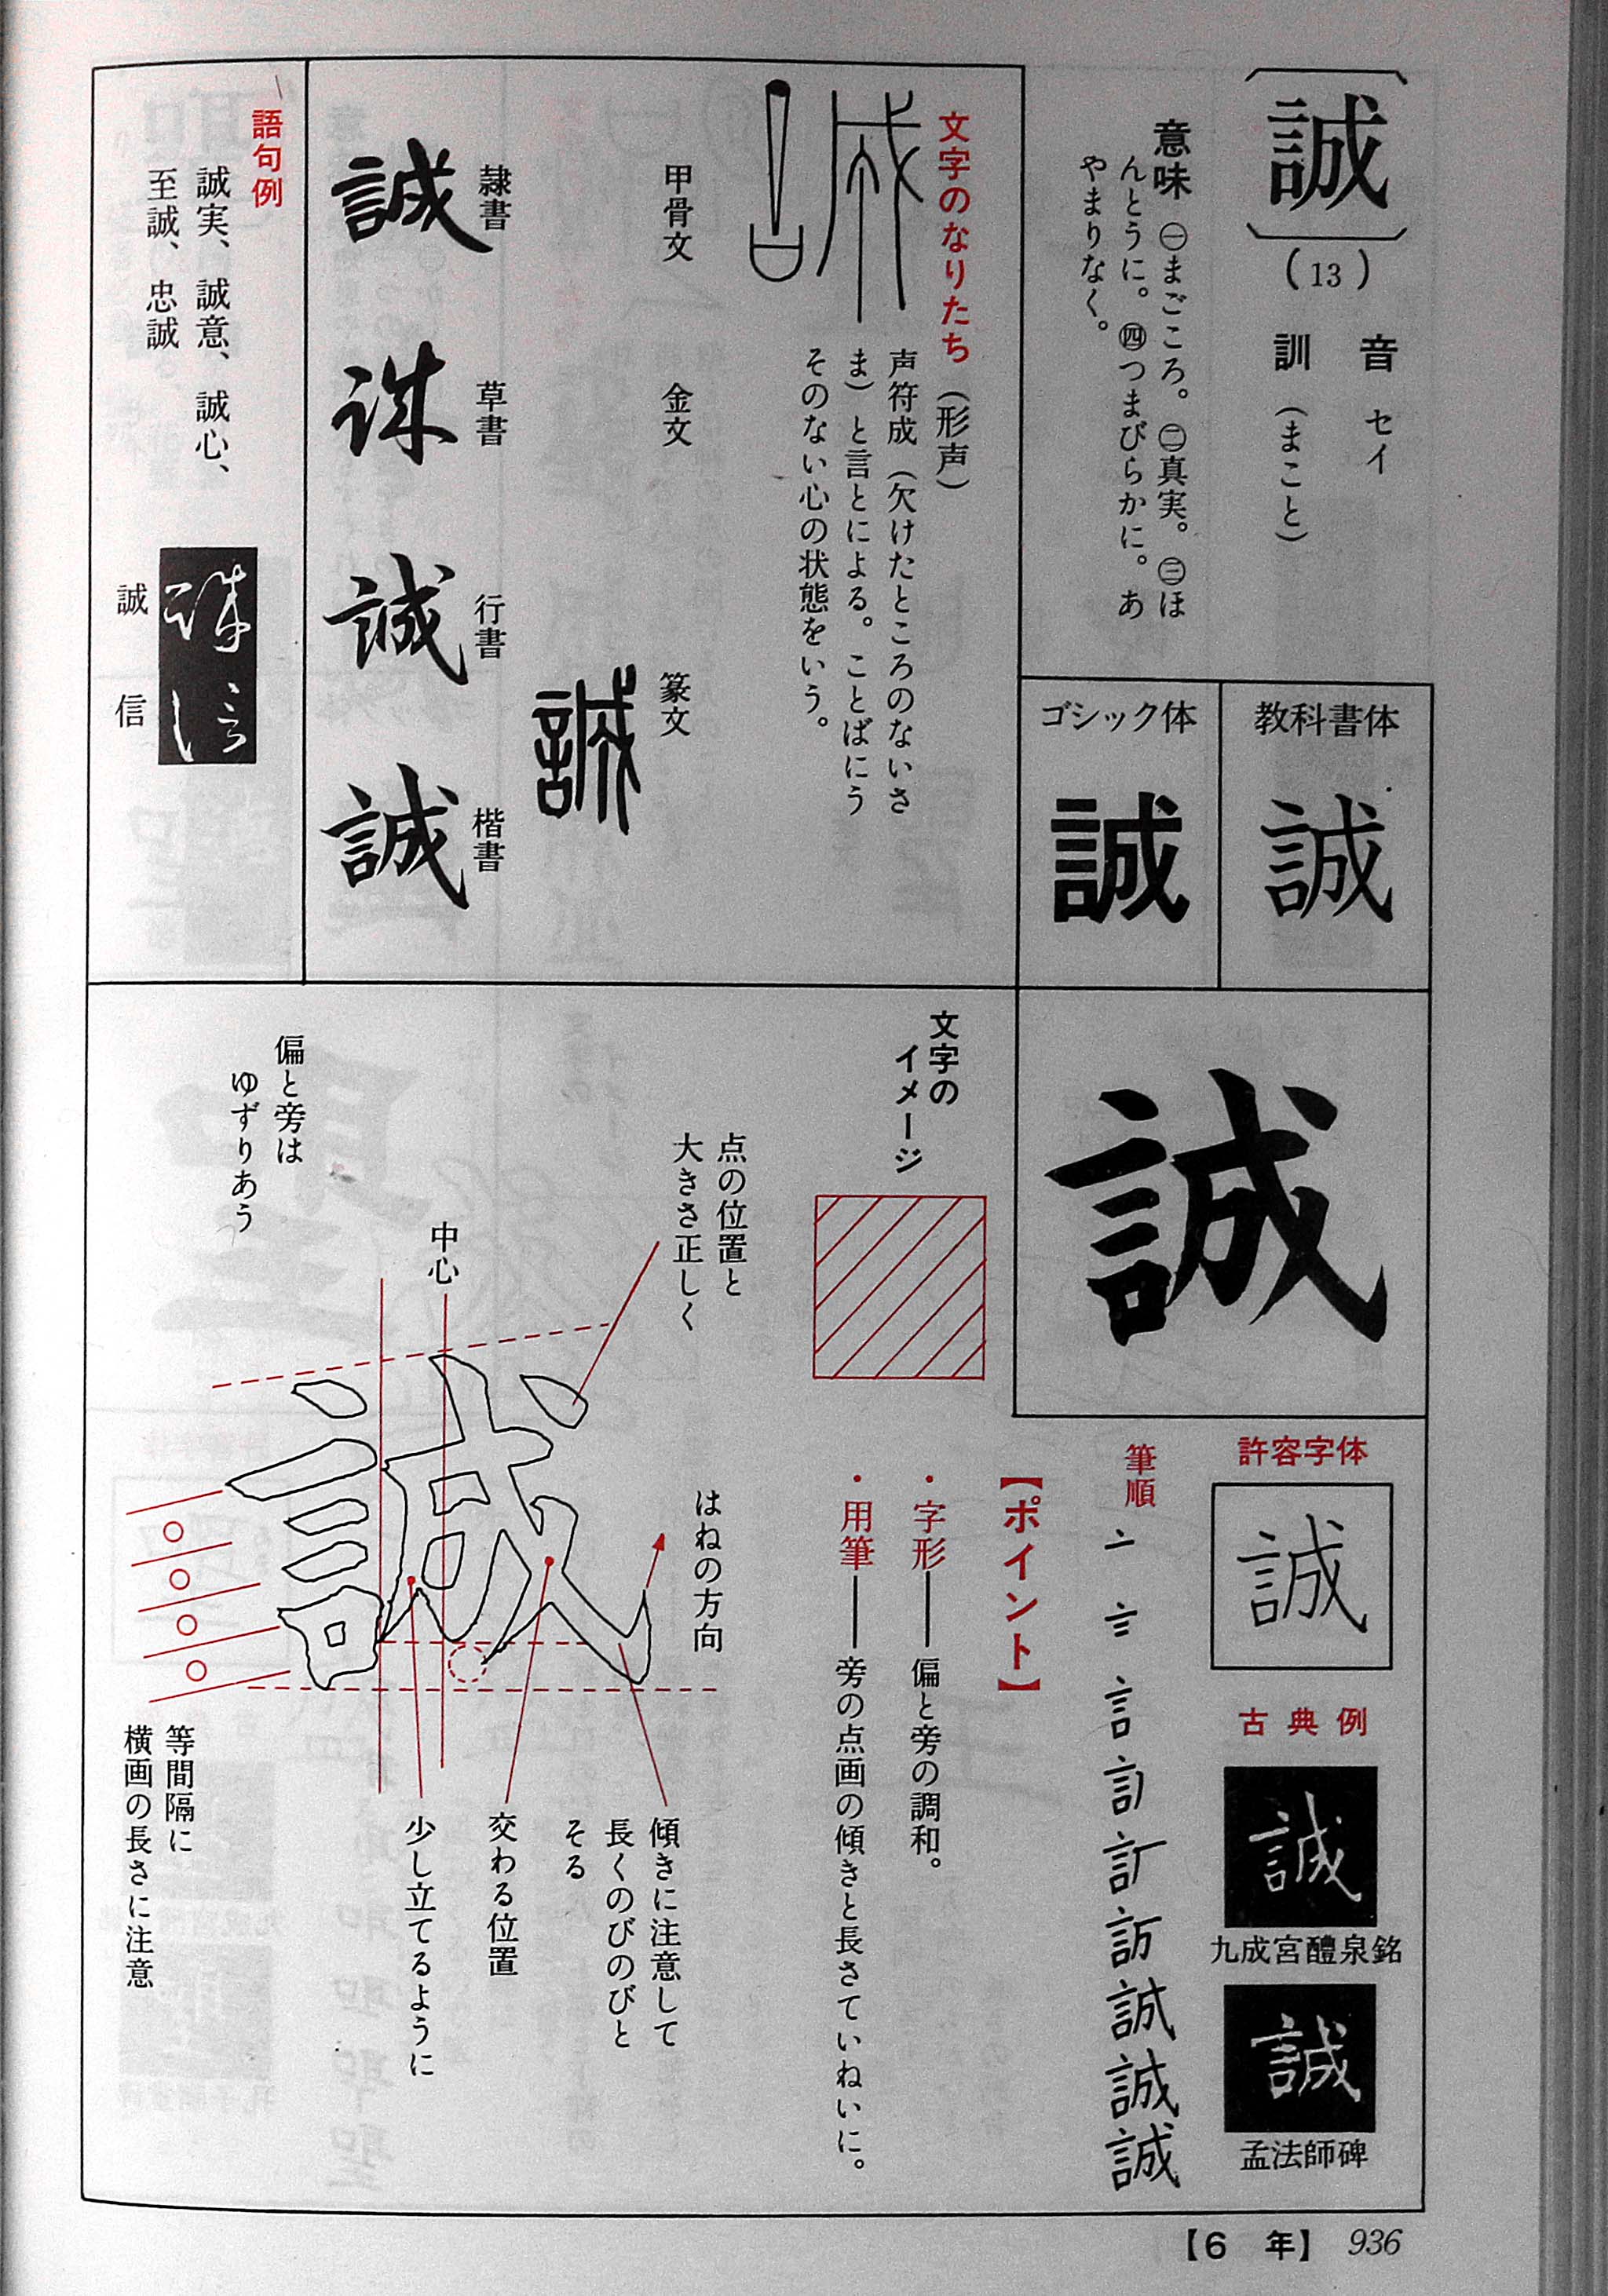 〔誠〕(13)
音 セイ
訓 (まこと)
意味 ㊀まごころ。㊁真実。㊂ほ
んとうに。㊃つまびらかに。あ
やまりなく。
教科書体
誠
ゴシック体
誠
文字のなりたち (形声)
声符成(欠けたところのないさ
ま)と言とによる。ことばにう
そのない心の状態をいう。
誠
甲骨文
金文
篆文
誠
隷書
誠
草書
誠
行書
誠
楷書
誠
語句例
誠実、誠意、誠心、
至誠、忠誠
誠信
誠 信
誠
許容字体
誠
古典例
誠
九成宮醴泉銘
誠
孟法師碑
筆順
誠
【ポイント】
・字形——偏と旁の調和。
・用筆——旁の点画の傾きと長さていねいに。
文字の
イメージ
点の位置と
大きさ正しく
はねの方向
中心
偏と旁は
ゆずりあう
誠
傾きに注意して
長くのびのびと
そる
交わる位置
少し立てるように
等間隔に
横画の長さに注意
【6 年】 936